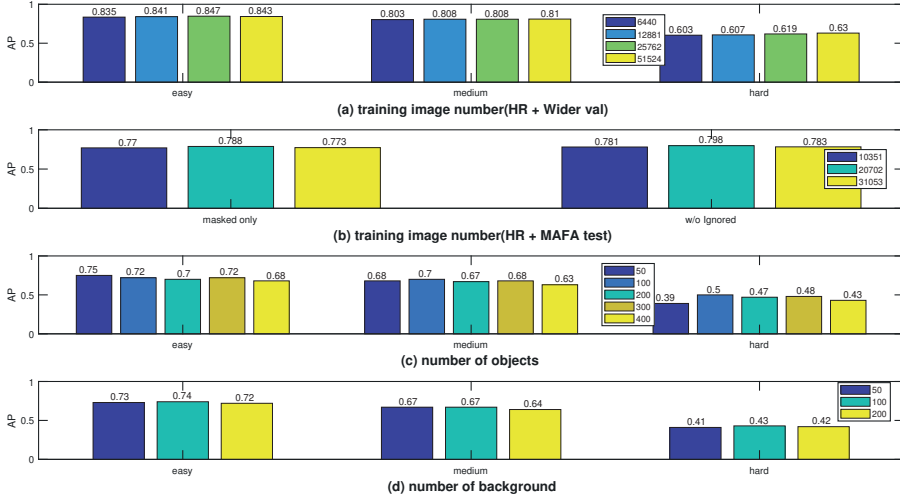 1
0.835 0.841 0.847 0.843 0.803 0.808 0.808 0.81
6440
12881
25762
51524
0.603 0.607 0.619 0.63
AP
0.5
0
easy medium hard
(a) training image number(HR + Wider val)
1
0.77 0.788 0.773 0.781 0.798 0.783
10351
20702
31053
AP
0.5
0
masked only w/o Ignored
(b) training image number(HR + MAFA test)
1
0.75 0.72 0.7 0.72 0.68 0.68 0.7 0.67 0.68 0.63
50
100
200
300
400
0.39 0.5 0.47 0.48 0.43
AP
0.5
0
easy medium hard
(c) number of objects
1
0.73 0.74 0.72 0.67 0.67 0.64 0.41 0.43 0.42
50
100
200
AP
0.5
0
easy medium hard
(d) number of background